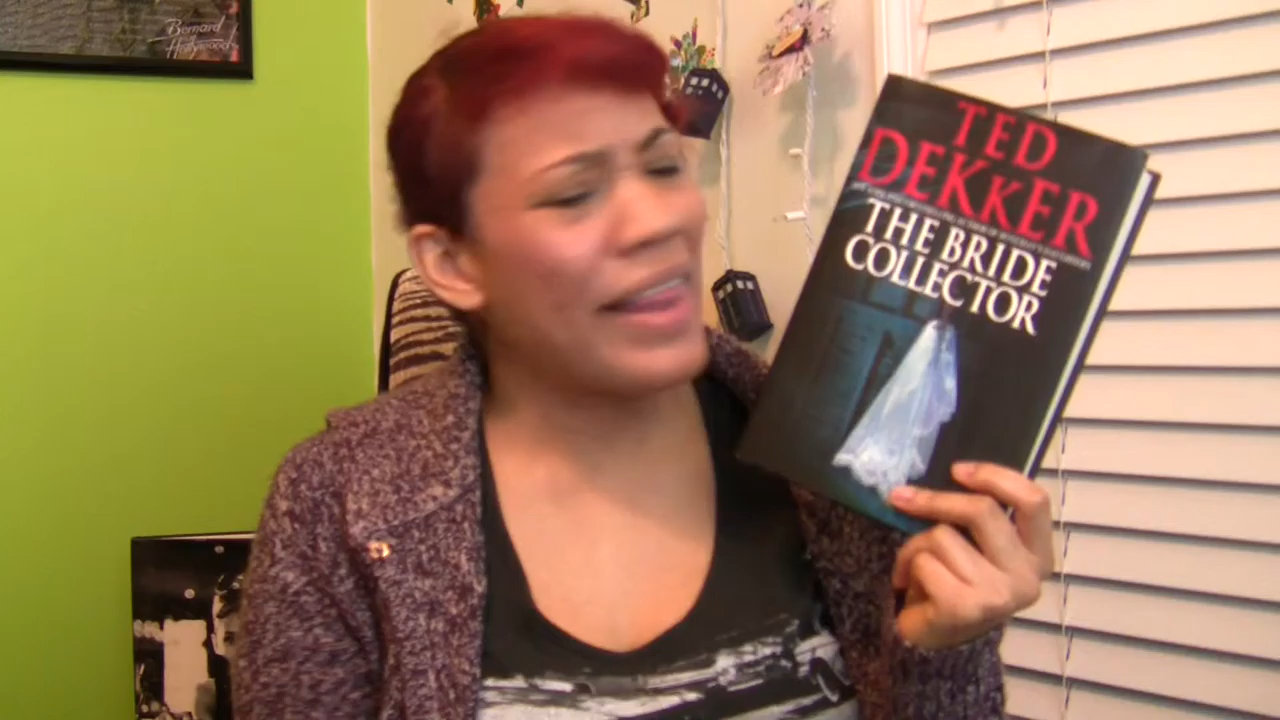 Bernard
Hollywood
TED
DEKKER
THE BRIDE
COLLECTOR